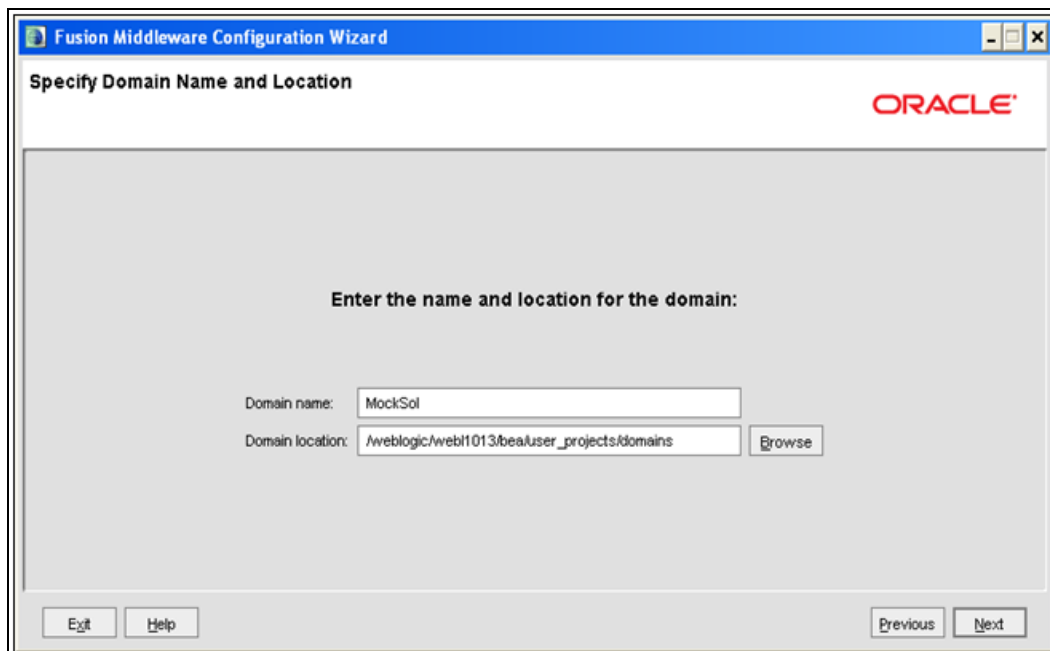 Fusion Middleware Configuration Wizard
Specify Domain Name and Location
ORACLE
Enter the name and location for the domain:
Domain name: MockSol
Domain location: /weblogic/webl1013/bea/user_projects/domains Browse
Exit Help Previous Next